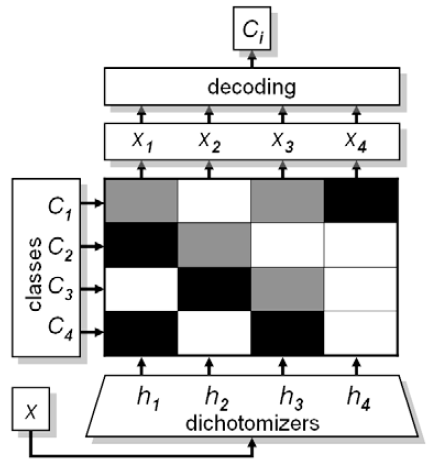 C_i
decoding
x_1 x_2 x_3 x_4
classes
C_1
C_2
C_3
C_4
h_1 h_2 h_3 h_4
dichotomizers
x